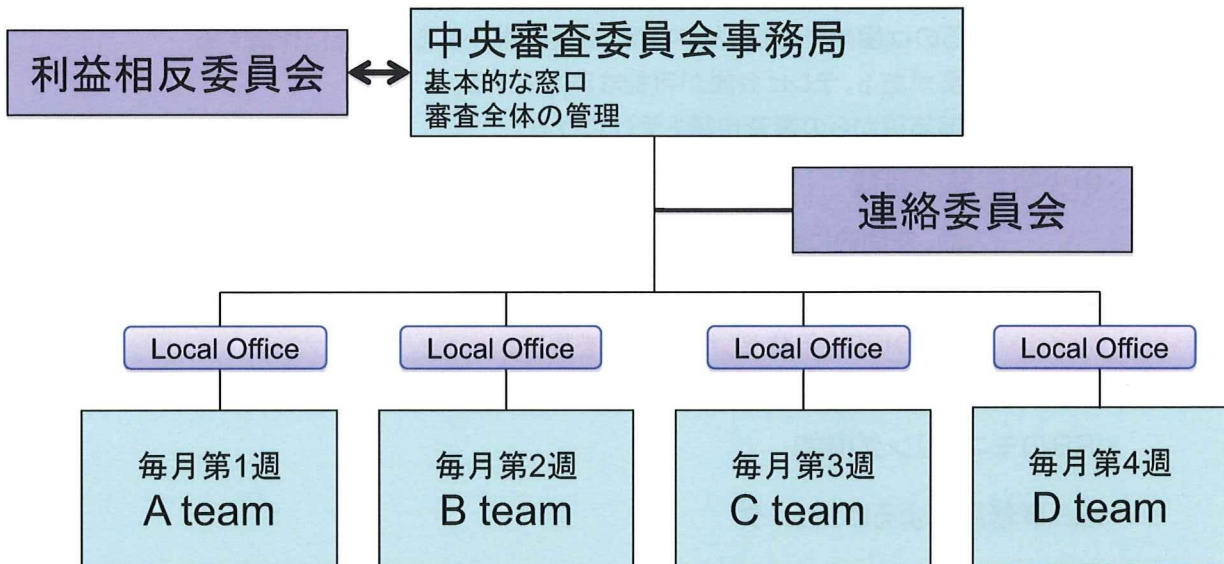 利益相反委員会
中央審査委員会事務局
基本的な窓口
審査全体の管理
連絡委員会
Local Office
Local Office
Local Office
Local Office
毎月第1週
A team
毎月第2週
B team
毎月第3週
C team
毎月第4週
D team